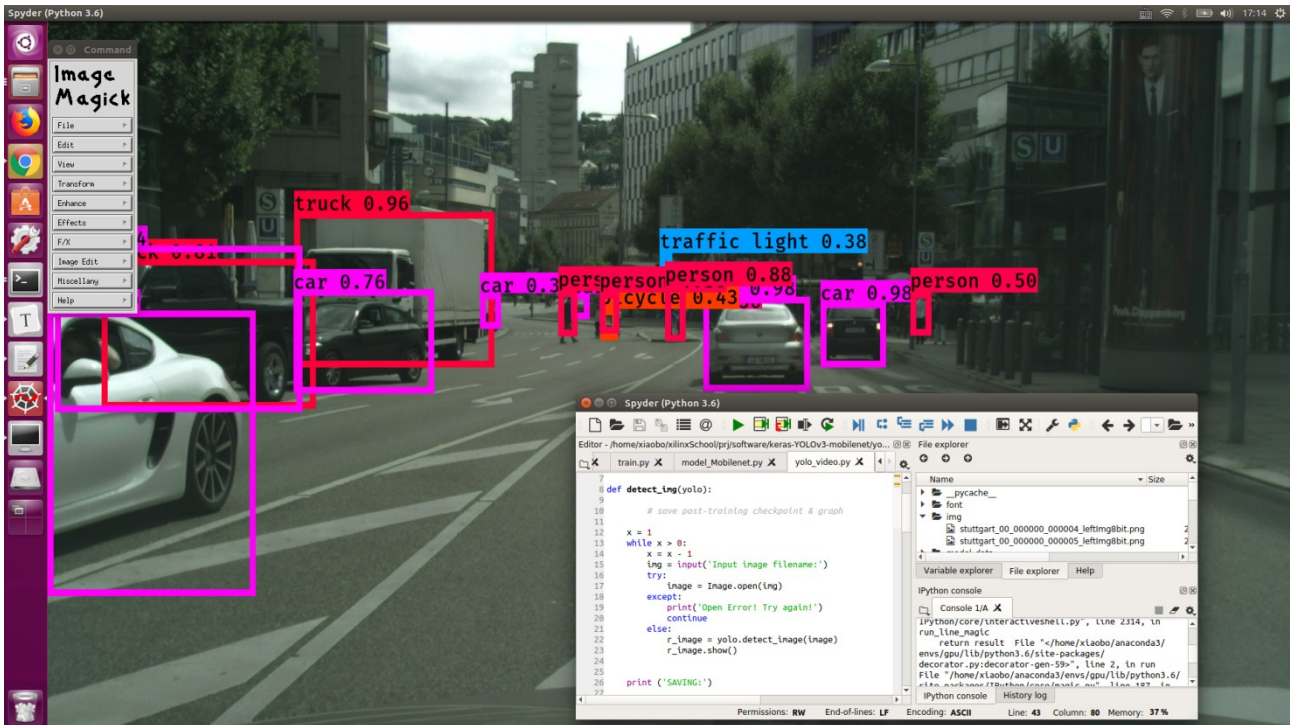 Spyder (Python 3.6)
17:14
Command
Image
Magick
File
Edit
View
Transform
Enhance
Effects
F/X
Image Edit
Miscellany
Help
truck 0.96
car 0.76
car 0.3
person
person 0.88
traffic light 0.38
0.98
car 0.98
person 0.50
S U
S
Spyder (Python 3.6)
Editor - /home/xiaobo/xilinxSchool/prj/software/keras-YOLOv3-mobilenet/yo...
train.py
model_Mobilenet.py
yolo_video.py
7
8 def detect_img(yolo):
9
10 # save post-training checkpoint & graph
11
12 x = 1
13 while x > 0:
14 x = x - 1
15 img = input('Input image filename:')
16 try:
17 image = Image.open(img)
18 except:
19 print('Open Error! Try again!')
20 continue
21 else:
22 r_image = yolo.detect_image(image)
23 r_image.show()
24
25
26 print ('SAVING:')
27
File explorer
Name Size
__pycache__
font
img
stuttgart_00_000000_000004_leftImg8bit.png 2
stuttgart_00_000000_000005_leftImg8bit.png 2
Variable explorer File explorer Help
IPython console
Console 1/A
IPython/core/interactiveshell.py", line 2314, in
run_line_magic
return result File "</home/xiaobo/anaconda3/
envs/gpu/lib/python3.6/site-packages/
decorator.py:decorator-gen-59>", line 2, in run
File "/home/xiaobo/anaconda3/envs/gpu/lib/python3.6/
IPython console History log
Permissions: RW End-of-lines: LF Encoding: ASCII Line: 43 Column: 80 Memory: 37 %